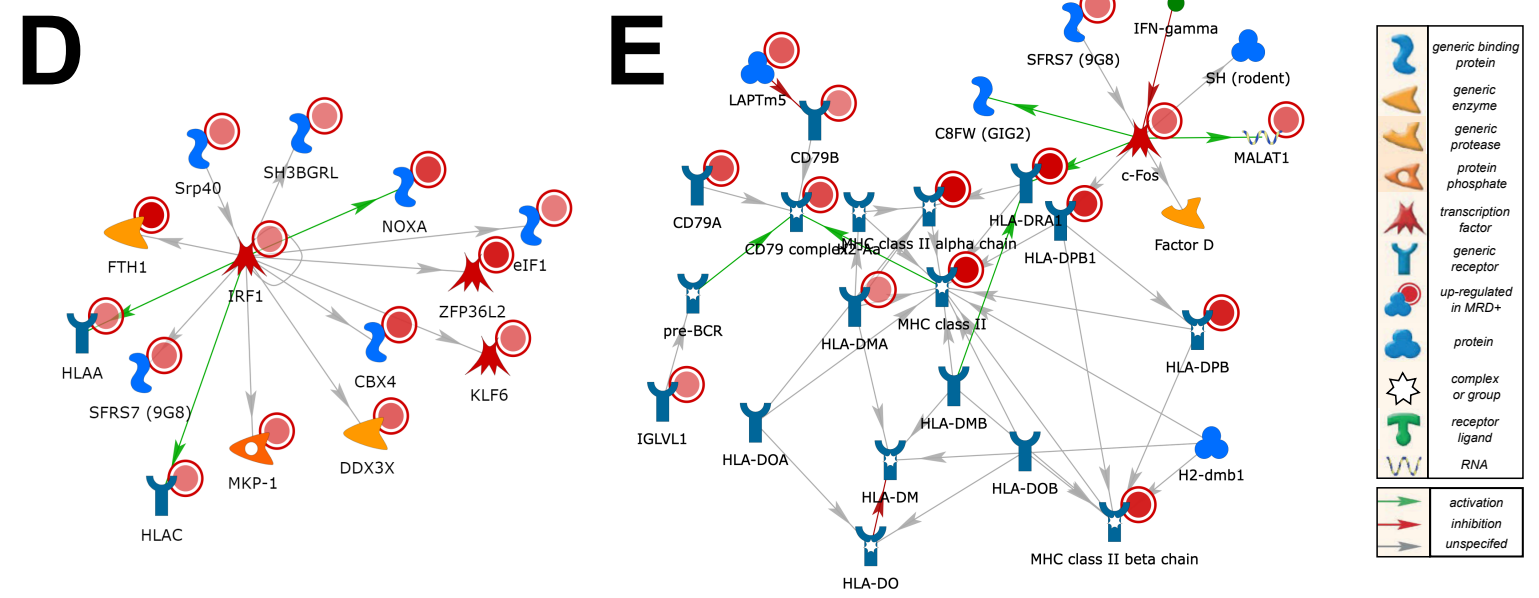 D
E
Srp40
SH3BGRL
NOXA
FTH1
eIF1
IRF1
ZFP36L2
HLAA
CBX4
KLF6
SFRS7 (9G8)
MKP-1
DDX3X
HLAC
IFN-gamma
SFRS7 (9G8)
SH (rodent)
LAPTm5
C8FW (GIG2)
CD79B
MALAT1
c-Fos
CD79A
HLA-DRA1
CD79 complex
H2-Aa
MHC class II alpha chain
Factor D
HLA-DPB1
pre-BCR
MHC class II
HLA-DMA
HLA-DPB
IGLVL1
HLA-DMB
HLA-DOA
H2-dmb1
HLA-DM
HLA-DOB
MHC class II beta chain
HLA-DO
generic binding
protein
generic
enzyme
generic
protease
protein
phosphate
transcription
factor
generic
receptor
up-regulated
in MRD+
protein
complex
or group
receptor
ligand
RNA
activation
inhibition
unspecifed